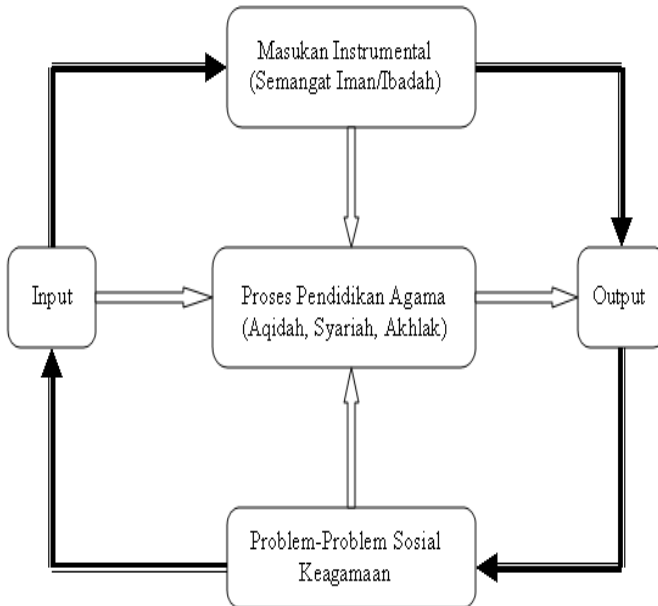 Masukan Instrumental
(Semangat Iman/Ibadah)
Input
Proses Pendidikan Agama
(Aqidah, Syariah, Akhlak)
Output
Problem-Problem Sosial
Keagamaan